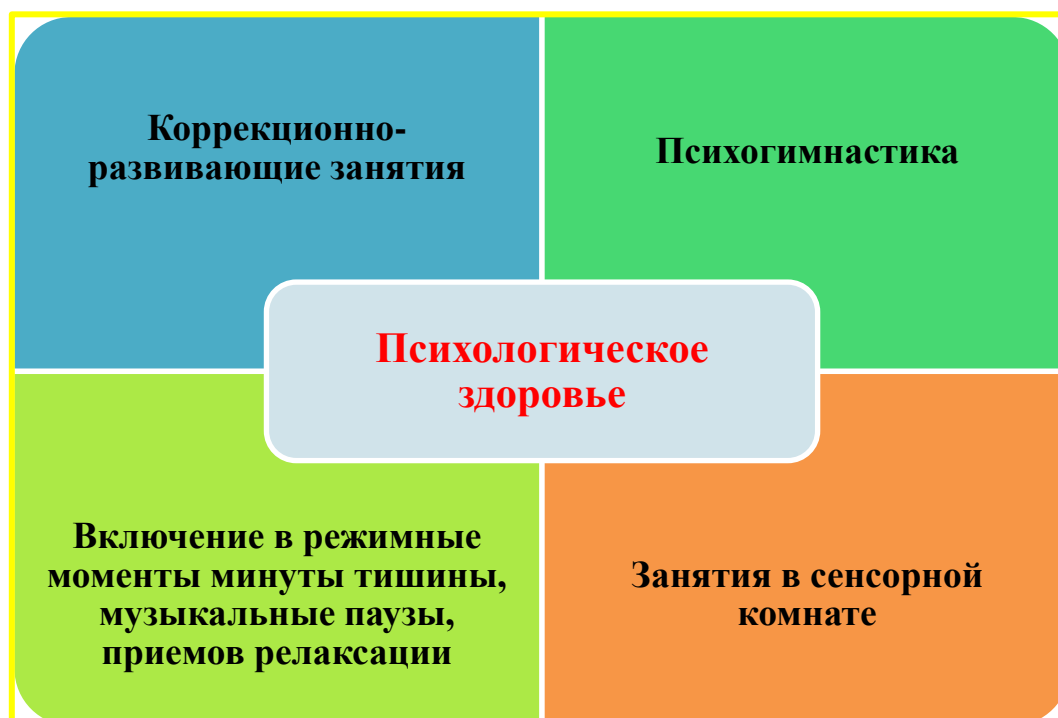 Коррекционно-
развивающие занятия
Психогимнастика
Психологическое
здоровье
Включение в режимные
моменты минуты тишины,
музыкальные паузы,
приемов релаксации
Занятия в сенсорной
комнате